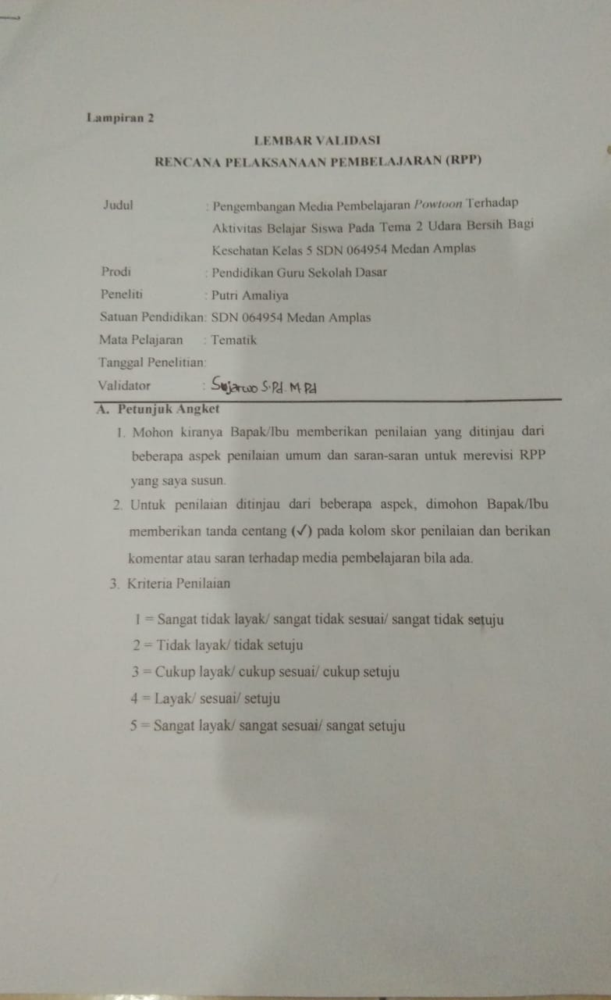 Lampiran 2
LEMBAR VALIDASI
RENCANA PELAKSANAAN PEMBELAJARAN (RPP)
Judul : Pengembangan Media Pembelajaran Powtoon Terhadap
Aktivitas Belajar Siswa Pada Tema 2 Udara Bersih Bagi
Kesehatan Kelas 5 SDN 064954 Medan Amplas
Prodi : Pendidikan Guru Sekolah Dasar
Peneliti : Putri Amaliya
Satuan Pendidikan: SDN 064954 Medan Amplas
Mata Pelajaran : Tematik
Tanggal Penelitian:
Validator : Sujarwo S.Pd. M.Pd
A. Petunjuk Angket
1. Mohon kiranya Bapak/Ibu memberikan penilaian yang ditinjau dari
beberapa aspek penilaian umum dan saran-saran untuk merevisi RPP
yang saya susun.
2. Untuk penilaian ditinjau dari beberapa aspek, dimohon Bapak/Ibu
memberikan tanda centang (✓) pada kolom skor penilaian dan berikan
komentar atau saran terhadap media pembelajaran bila ada.
3. Kriteria Penilaian
1 = Sangat tidak layak/ sangat tidak sesuai/ sangat tidak setuju
2 = Tidak layak/ tidak setuju
3 = Cukup layak/ cukup sesuai/ cukup setuju
4 = Layak/ sesuai/ setuju
5 = Sangat layak/ sangat sesuai/ sangat setuju